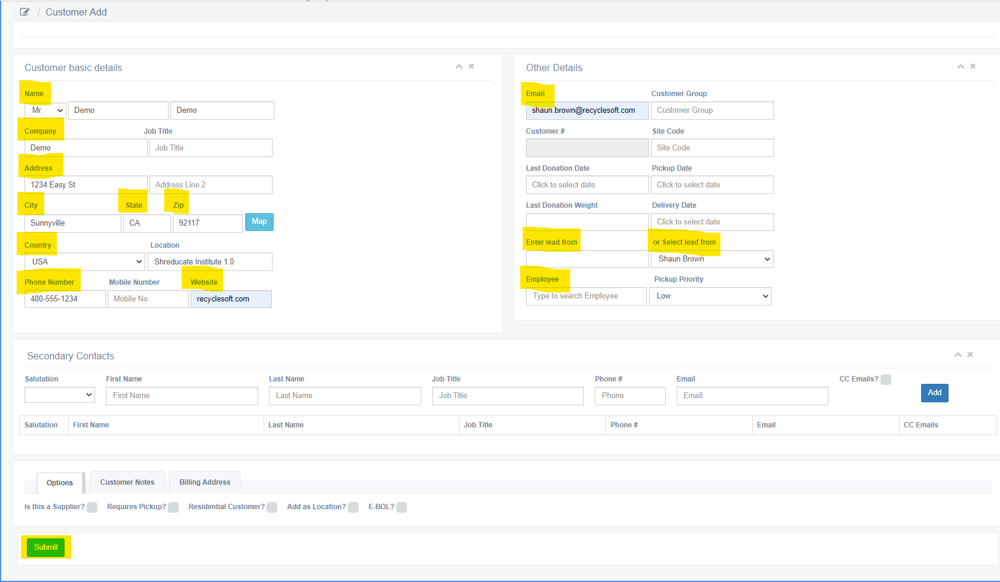 / Customer Add
Customer basic details
Name
Mr. Demo Demo
Company Job Title
Demo Job Title
Address
1234 Easy St Address Line 2
City State Zip
Sunnyville CA 92117 Map
Country Location
USA Shreducate Institute 1.0
Phone Number Mobile Number Website
480-555-1234 Mobile No. recyclesoft.com
Other Details
Email Customer Group
shaun.brown@recyclesoft.com Customer Group
Customer # Site Code
Site Code
Last Donation Date Pickup Date
Click to select date Click to select date
Last Donation Weight Delivery Date
Click to select date
Enter lead from or Select lead from
Shaun Brown
Employee Pickup Priority
Type to search Employee Low
Secondary Contacts
Salutation First Name Last Name Job Title Phone # Email CC Emails?
First Name Last Name Job Title Phone Email Add
Salutation First Name Last Name Job Title Phone # Email CC Emails
Options Customer Notes Billing Address
Is this a Supplier? Requires Pickup? Residential Customer? Add as Location? E-BOL?
Submit